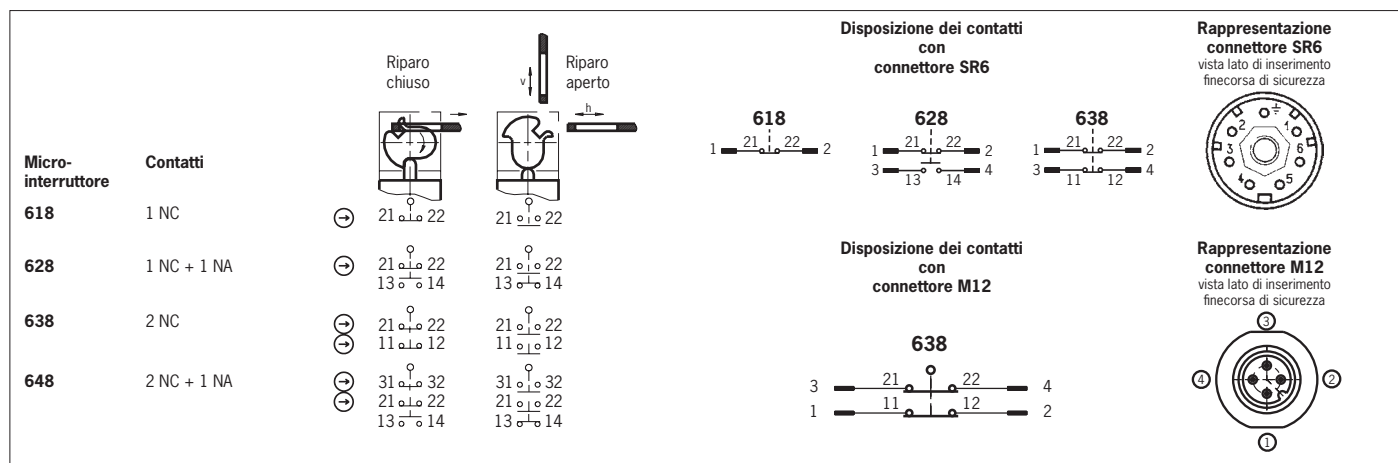 Riparo
chiuso
v
Riparo
aperto
h
Micro-
interruttore
Contatti
618
1 NC
21 22
21 22
628
1 NC + 1 NA
21 22
13 14
21 22
13 14
638
2 NC
21 22
11 12
21 22
11 12
648
2 NC + 1 NA
31 32
21 22
13 14
31 32
21 22
13 14
Disposizione dei contatti
con
connettore SR6
618
1 21 22 2
628
1 21 22 2
3 13 14 4
638
1 21 22 2
3 11 12 4
Rappresentazione
connettore SR6
vista lato di inserimento
finecorsa di sicurezza
2 1
3 6
4 5
Disposizione dei contatti
con
connettore M12
638
3 21 22 4
1 11 12 2
Rappresentazione
connettore M12
vista lato di inserimento
finecorsa di sicurezza
3
4 2
1